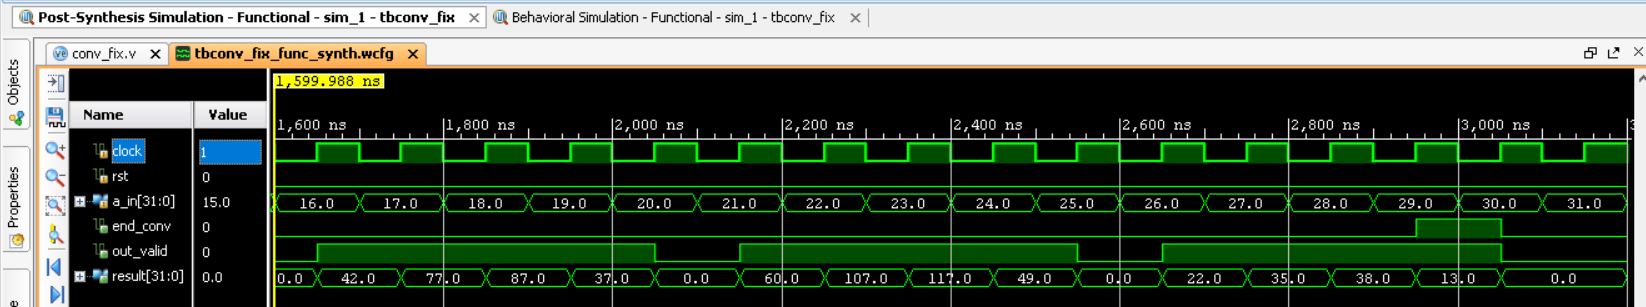 Post-Synthesis Simulation - Functional - sim_1 - tbconv_fix × Behavioral Simulation - Functional - sim_1 - tbconv_fix ×
conv_fix.v × tbconv_fix_func_synth.wcfg ×
Objects
Properties
1,599.988 ns
Name Value
1,600 ns 1,800 ns 2,000 ns 2,200 ns 2,400 ns 2,600 ns 2,800 ns 3,000 ns
clock 1
rst 0
a_in[31:0] 15.0 16.0 17.0 18.0 19.0 20.0 21.0 22.0 23.0 24.0 25.0 26.0 27.0 28.0 29.0 30.0 31.0
end_conv 0
out_valid 0
result[31:0] 0.0 0.0 42.0 77.0 87.0 37.0 0.0 60.0 107.0 117.0 49.0 0.0 22.0 35.0 38.0 13.0 0.0